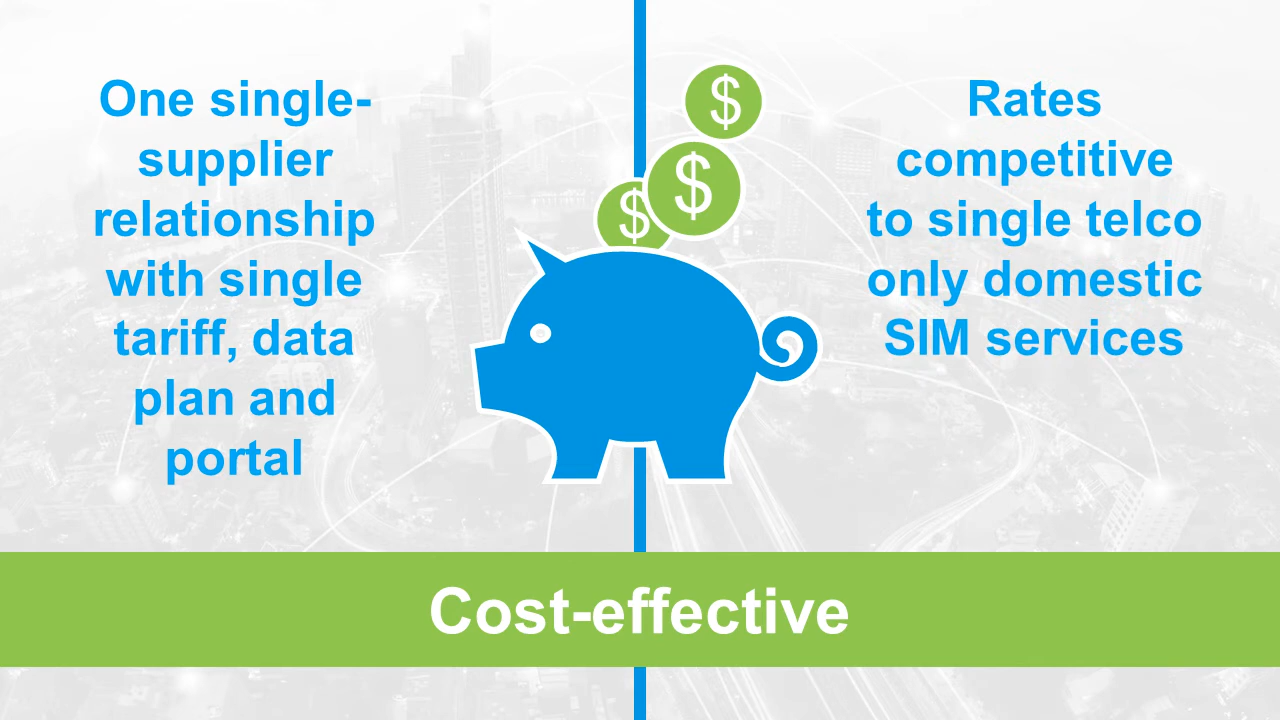 One single-
supplier
relationship
with single
tariff, data
plan and
portal
$
$
$
Rates
competitive
to single telco
only domestic
SIM services
Cost-effective